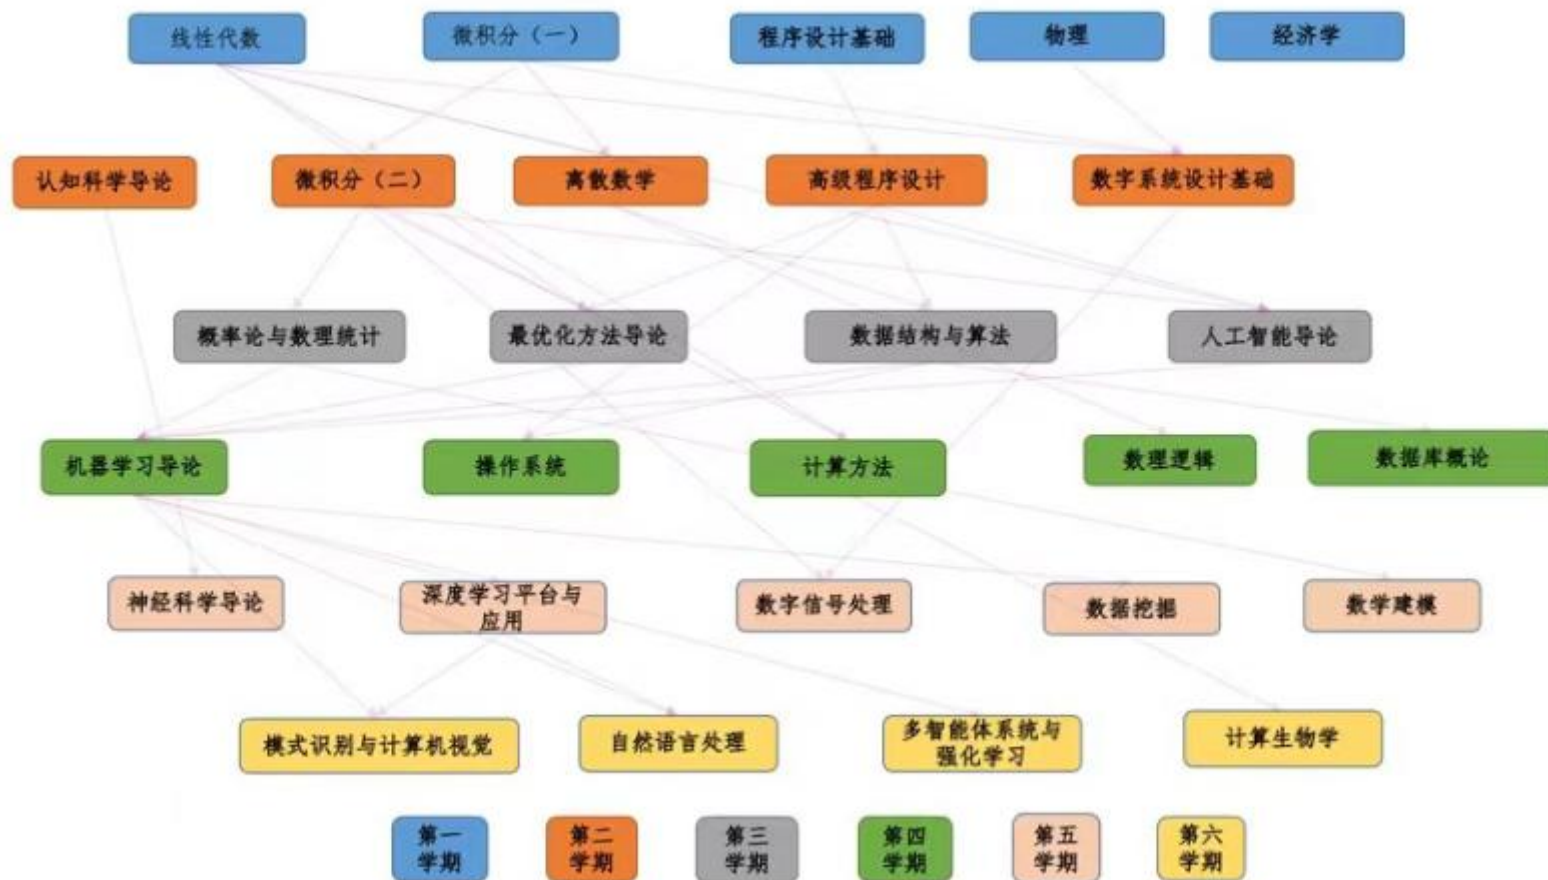 线性代数
微积分（一）
程序设计基础
物理
经济学
认知科学导论
微积分（二）
离散数学
高级程序设计
数字系统设计基础
概率论与数理统计
最优化方法导论
数据结构与算法
人工智能导论
机器学习导论
操作系统
计算方法
数理逻辑
数据库概论
神经科学导论
深度学习平台与
应用
数字信号处理
数据挖掘
数学建模
模式识别与计算机视觉
自然语言处理
多智能体系统与
强化学习
计算生物学
第一
学期
第二
学期
第三
学期
第四
学期
第五
学期
第六
学期